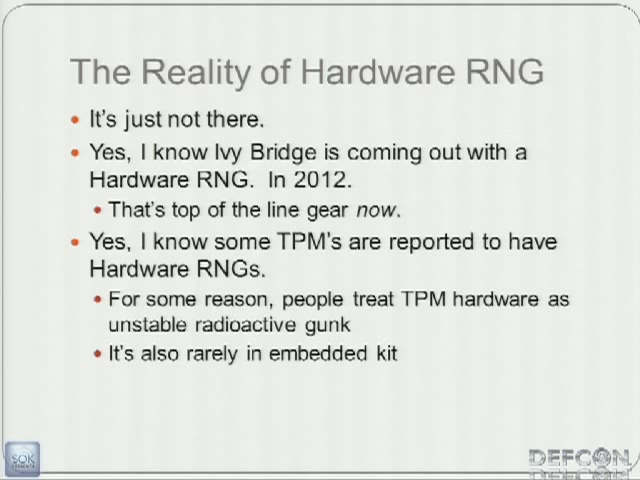 The Reality of Hardware RNG
• It's just not there.
• Yes, I know Ivy Bridge is coming out with a
Hardware RNG. In 2012.
• That's top of the line gear now.
• Yes, I know some TPM's are reported to have
Hardware RNGs.
• For some reason, people treat TPM hardware as
unstable radioactive gunk
• It's also rarely in embedded kit
SOK
DEFCON